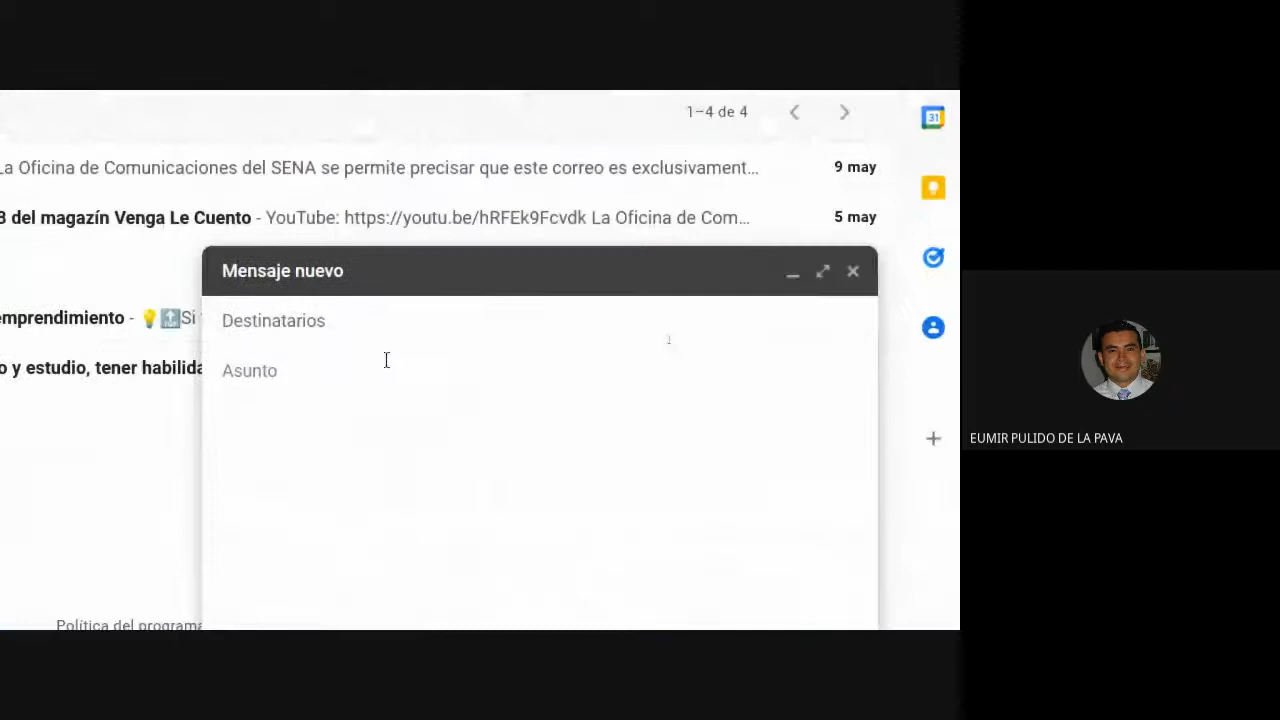 1–4 de 4
31
La Oficina de Comunicaciones del SENA se permite precisar que este correo es exclusivament... 9 may
del magazín Venga Le Cuento - YouTube: https://youtu.be/hRFEk9Fcvdk La Oficina de Com... 5 may
Mensaje nuevo
Destinatarios
emprendimiento - 💡🔝Si
Asunto
o y estudio, tener habilida
EUMIR PULIDO DE LA PAVA
Política del programa